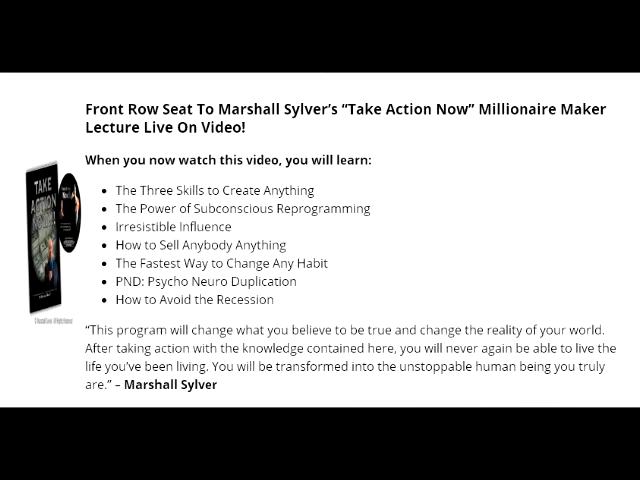 Front Row Seat To Marshall Sylver's “Take Action Now” Millionaire Maker
Lecture Live On Video!
When you now watch this video, you will learn:
• The Three Skills to Create Anything
• The Power of Subconscious Reprogramming
• Irresistible Influence
• How to Sell Anybody Anything
• The Fastest Way to Change Any Habit
• PND: Psycho Neuro Duplication
• How to Avoid the Recession
TAKE
ACTION
“This program will change what you believe to be true and change the reality of your world.
After taking action with the knowledge contained here, you will never again be able to live the
life you've been living. You will be transformed into the unstoppable human being you truly
are.” – Marshall Sylver